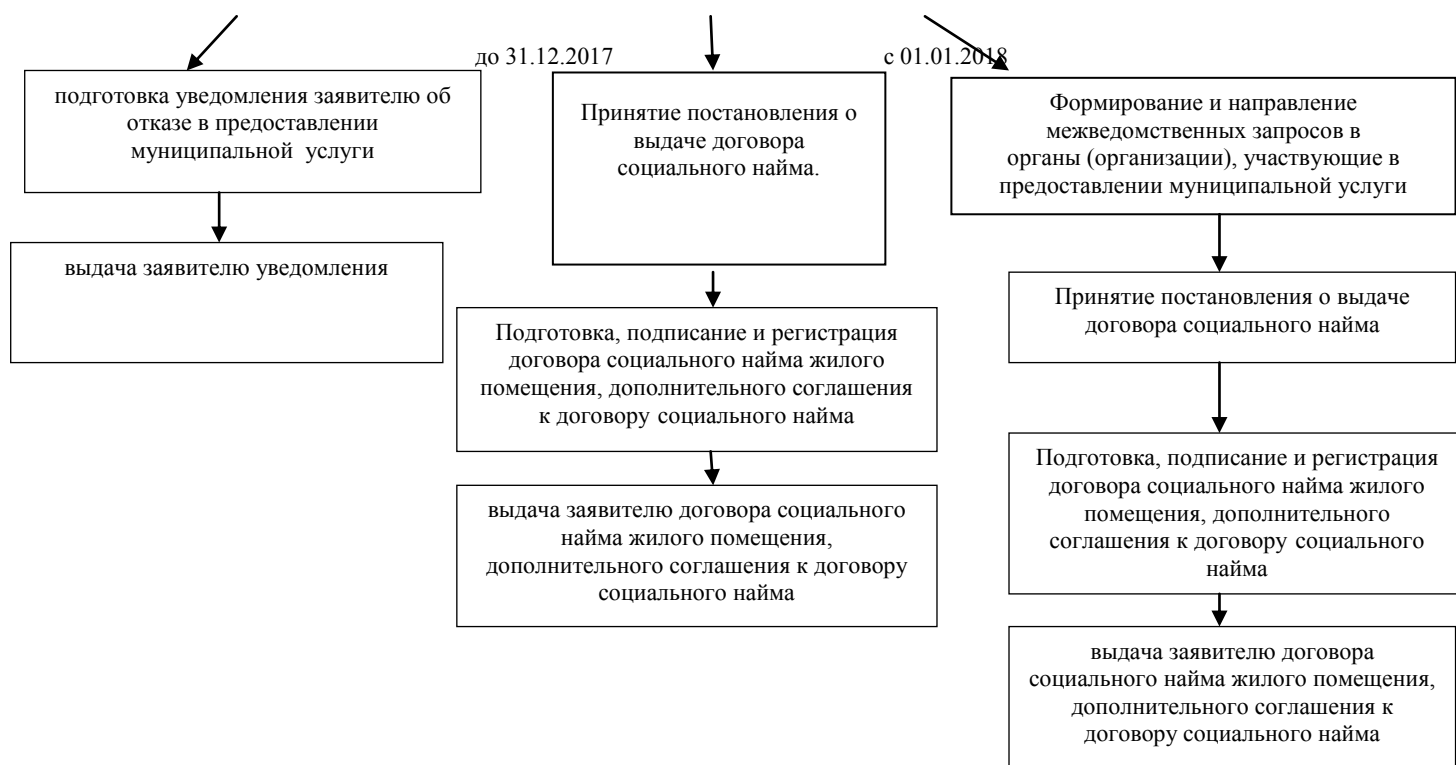 до 31.12.2017
с 01.01.2018
подготовка уведомления заявителю об
отказе в предоставлении
муниципальной услуги
выдача заявителю уведомления
Принятие постановления о
выдаче договора
социального найма.
Подготовка, подписание и регистрация
договора социального найма жилого
помещения, дополнительного соглашения
к договору социального найма
выдача заявителю договора социального
найма жилого помещения,
дополнительного соглашения к договору
социального найма
Формирование и направление
межведомственных запросов в
органы (организации), участвующие в
предоставлении муниципальной услуги
Принятие постановления о выдаче
договора социального найма
Подготовка, подписание и регистрация
договора социального найма жилого
помещения, дополнительного
соглашения к договору социального
найма
выдача заявителю договора
социального найма жилого помещения,
дополнительного соглашения к
договору социального найма